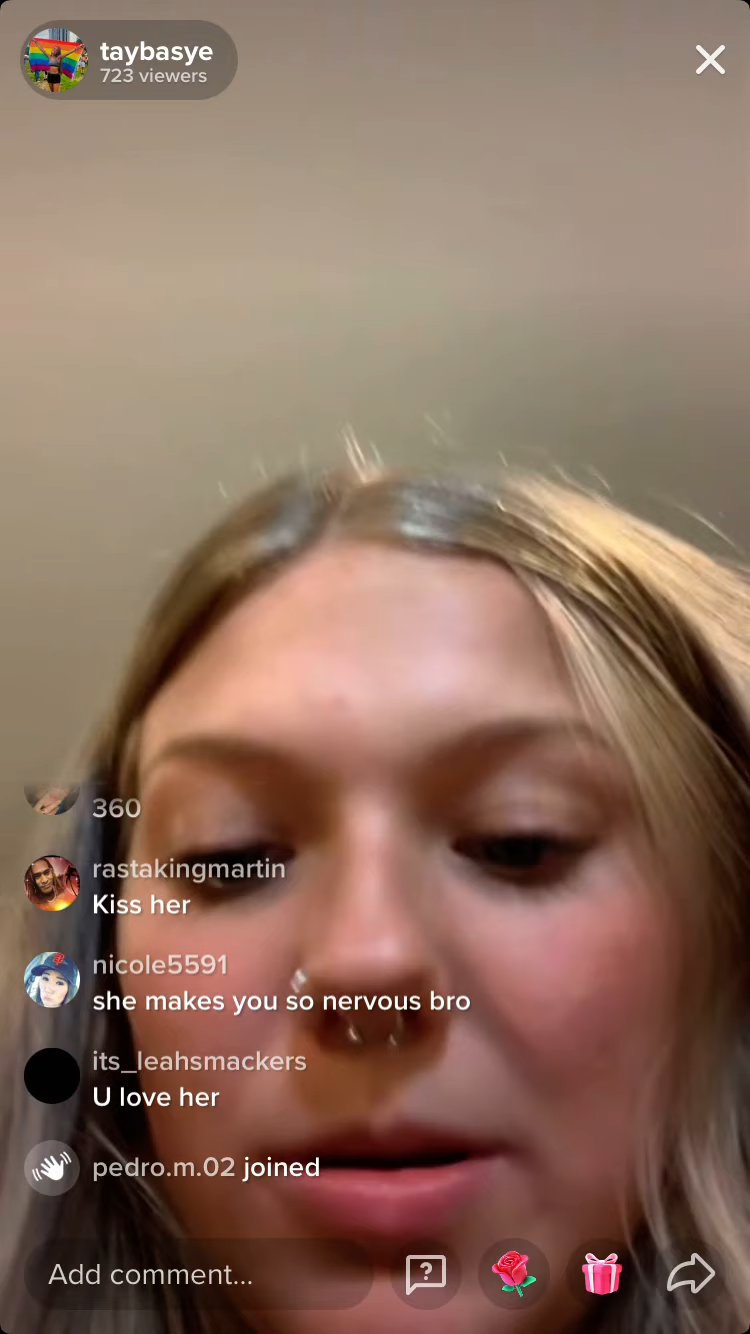 taybasye
723 viewers
360
rastakingmartin
Kiss her
nicole5591
she makes you so nervous bro
its_leahsmackers
U love her
pedro.m.02 joined
Add comment...
?